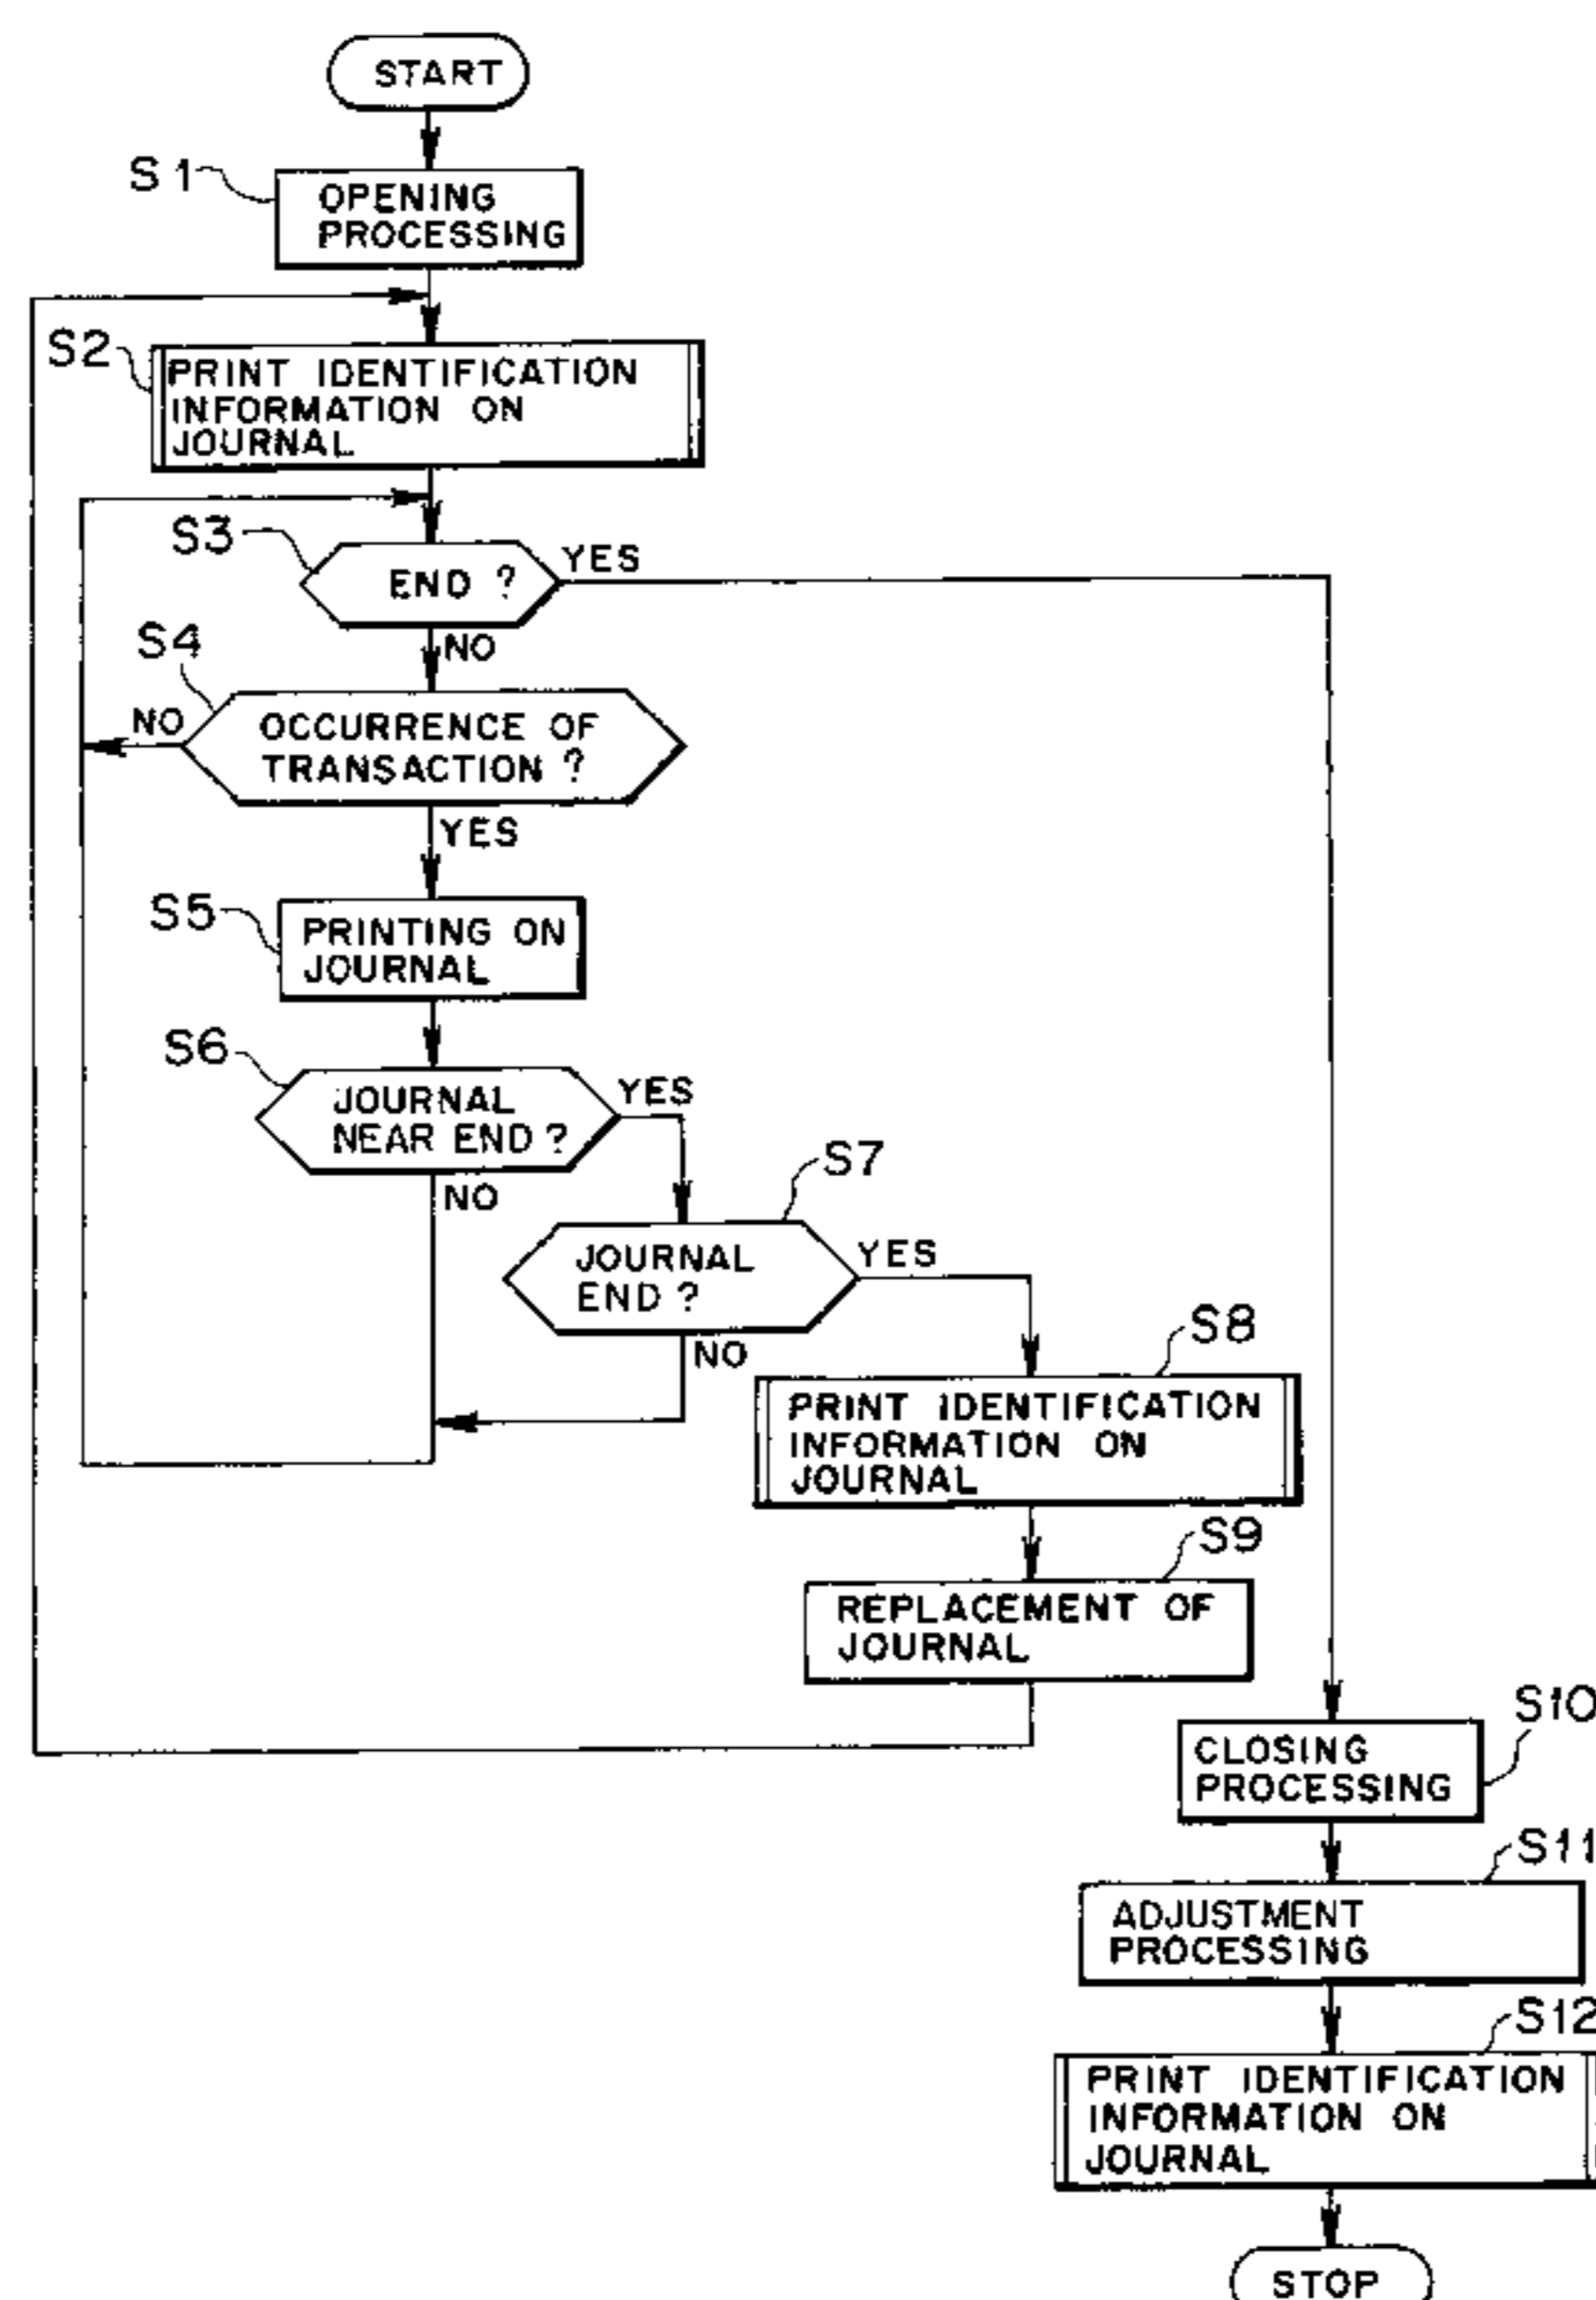 START
S1
OPENING
PROCESSING
S2
PRINT IDENTIFICATION
INFORMATION ON
JOURNAL
S3
END ?
YES
NO
S4
NO
OCCURRENCE OF
TRANSACTION ?
YES
S5
PRINTING ON
JOURNAL
S6
JOURNAL
NEAR END ?
YES
NO
S7
JOURNAL
END ?
YES
NO
S8
PRINT IDENTIFICATION
INFORMATION ON
JOURNAL
S9
REPLACEMENT OF
JOURNAL
S10
CLOSING
PROCESSING
S11
ADJUSTMENT
PROCESSING
S12
PRINT IDENTIFICATION
INFORMATION ON
JOURNAL
STOP